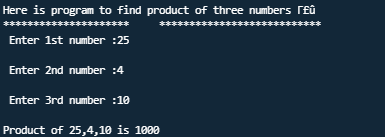 Here is program to find product of three numbers ΓƒÛ
******************** *************************
Enter 1st number :25
Enter 2nd number :4
Enter 3rd number :10
Product of 25,4,10 is 1000